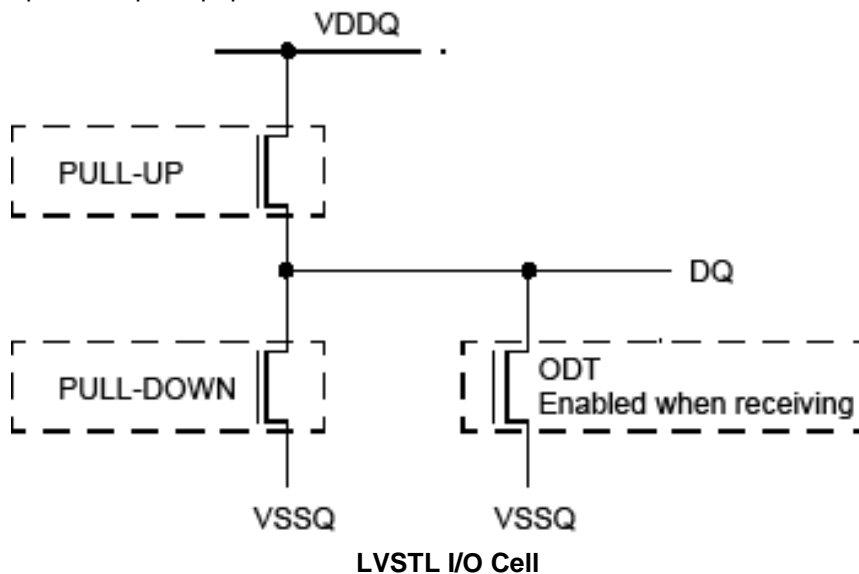 VDDQ
PULL-UP
DQ
PULL-DOWN
ODT
Enabled when receiving
VSSQ
VSSQ
LVSTL I/O Cell